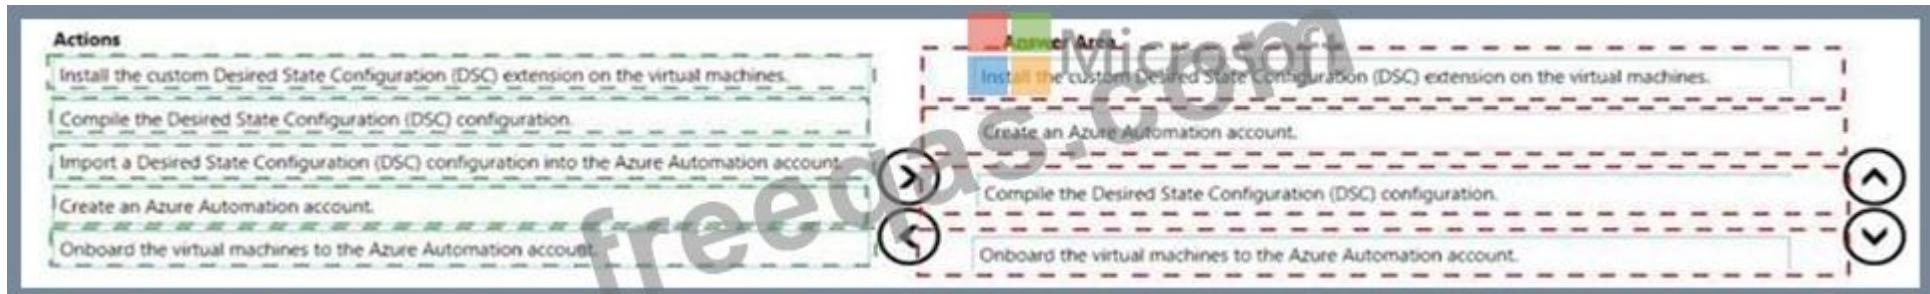 Actions
Install the custom Desired State Configuration (DSC) extension on the virtual machines.
Compile the Desired State Configuration (DSC) configuration.
Import a Desired State Configuration (DSC) configuration into the Azure Automation account.
Create an Azure Automation account.
Onboard the virtual machines to the Azure Automation account.
Microsoft
Answer Area
Install the custom Desired State Configuration (DSC) extension on the virtual machines.
Create an Azure Automation account.
Compile the Desired State Configuration (DSC) configuration.
Onboard the virtual machines to the Azure Automation account.
freeqas.com